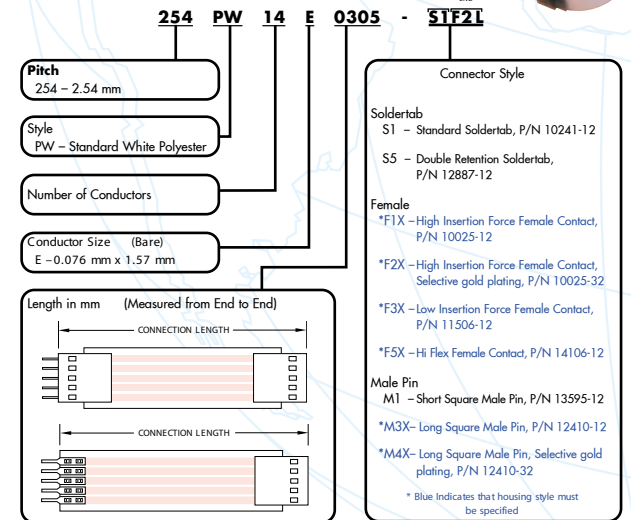 254 PW 14 E 0305 - S1F2L
Pitch
254 – 2.54 mm
Style
PW – Standard White Polyester
Number of Conductors
Conductor Size (Bare)
E –0.076 mm x 1.57 mm
Length in mm (Measured from End to End)
CONNECTION LENGTH
CONNECTION LENGTH
Connector Style
Soldertab
S1 – Standard Soldertab, P/N 10241-12
S5 – Double Retention Soldertab,
P/N 12887-12
Female
*F1X –High Insertion Force Female Contact,
P/N 10025-12
*F2X –High Insertion Force Female Contact,
Selective gold plating, P/N 10025-32
*F3X –Low Insertion Force Female Contact,
P/N 11506-12
*F5X –Hi Flex Female Contact, P/N 14106-12
Male Pin
M1 –Short Square Male Pin, P/N 13595-12
*M3X– Long Square Male Pin, P/N 12410-12
*M4X– Long Square Male Pin, Selective gold
plating, P/N 12410-32
* Blue Indicates that housing style must
be specified